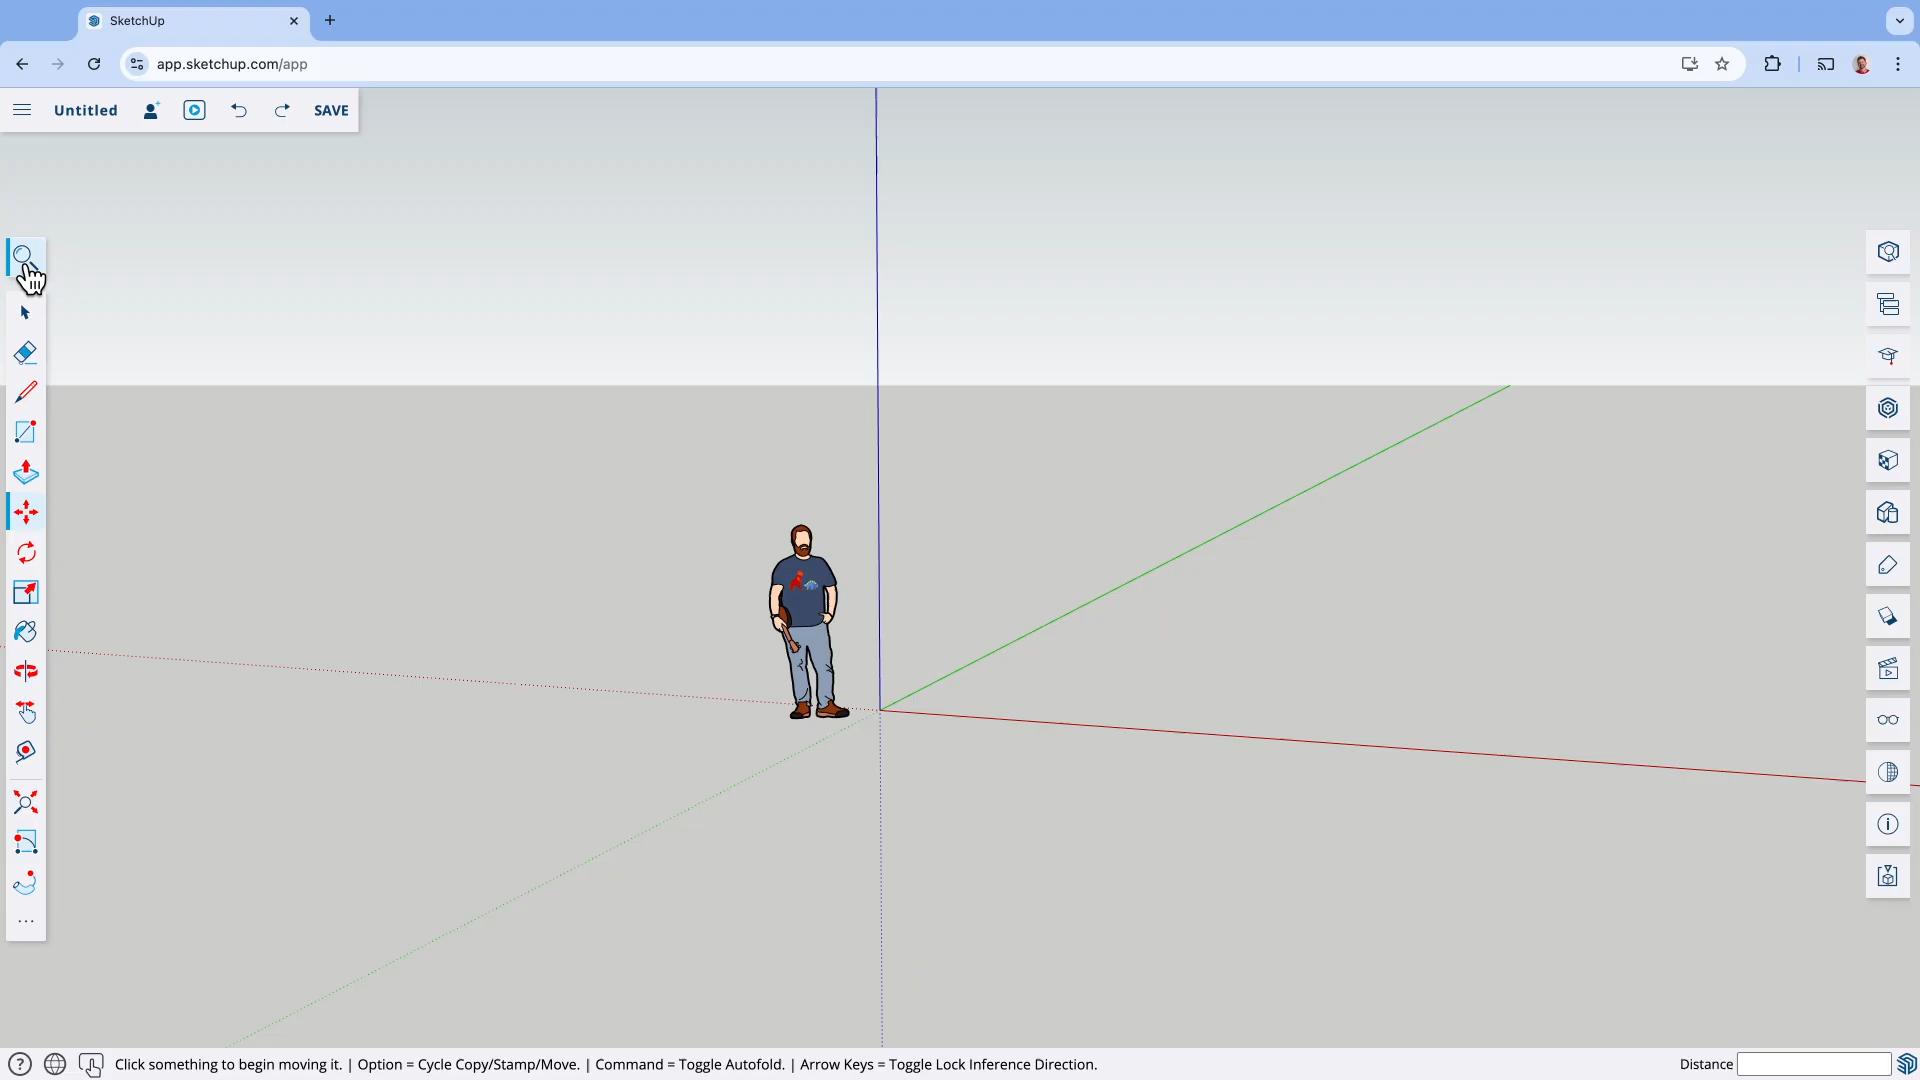 SketchUp
app.sketchup.com/app
Untitled
SAVE
Click something to begin moving it. | Option = Cycle Copy/Stamp/Move. | Command = Toggle Autofold. | Arrow Keys = Toggle Lock Inference Direction.
Distance